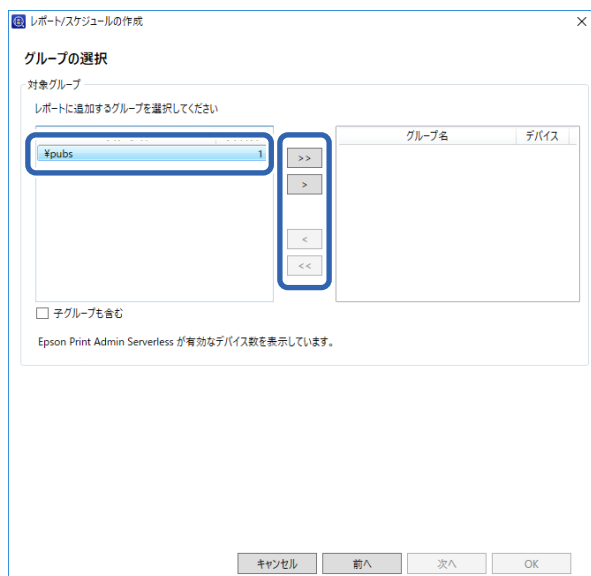 レポート/スケジュールの作成
グループの選択
対象グループ
レポートに追加するグループを選択してください
グループ名 デバイス
¥pubs 1
>>
>
<
<<
子グループも含む
Epson Print Admin Serverless が有効なデバイス数を表示しています。
キャンセル 前へ 次へ OK